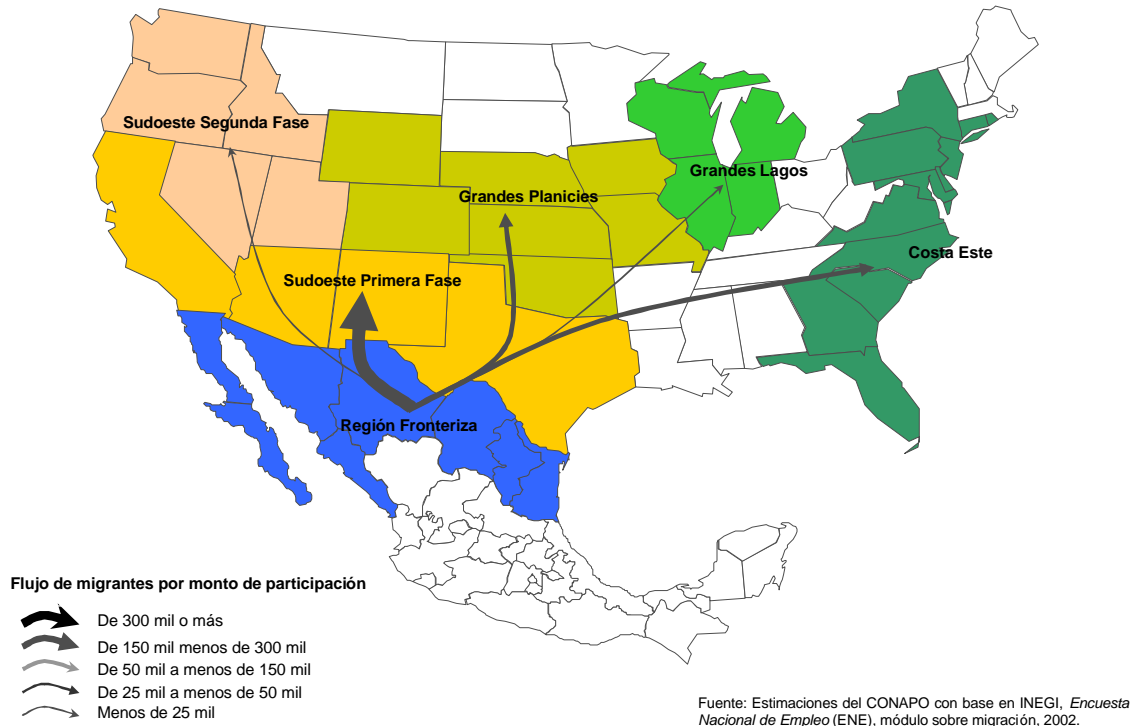 Sudoeste Segunda Fase
Grandes Lagos
Grandes Planicies
Costa Este
Sudoeste Primera Fase
Región Fronteriza
Flujo de migrantes por monto de participación
De 300 mil o más
De 150 mil menos de 300 mil
De 50 mil a menos de 150 mil
De 25 mil a menos de 50 mil
Menos de 25 mil
Fuente: Estimaciones del CONAPO con base en INEGI, Encuesta
Nacional de Empleo (ENE), módulo sobre migración, 2002.